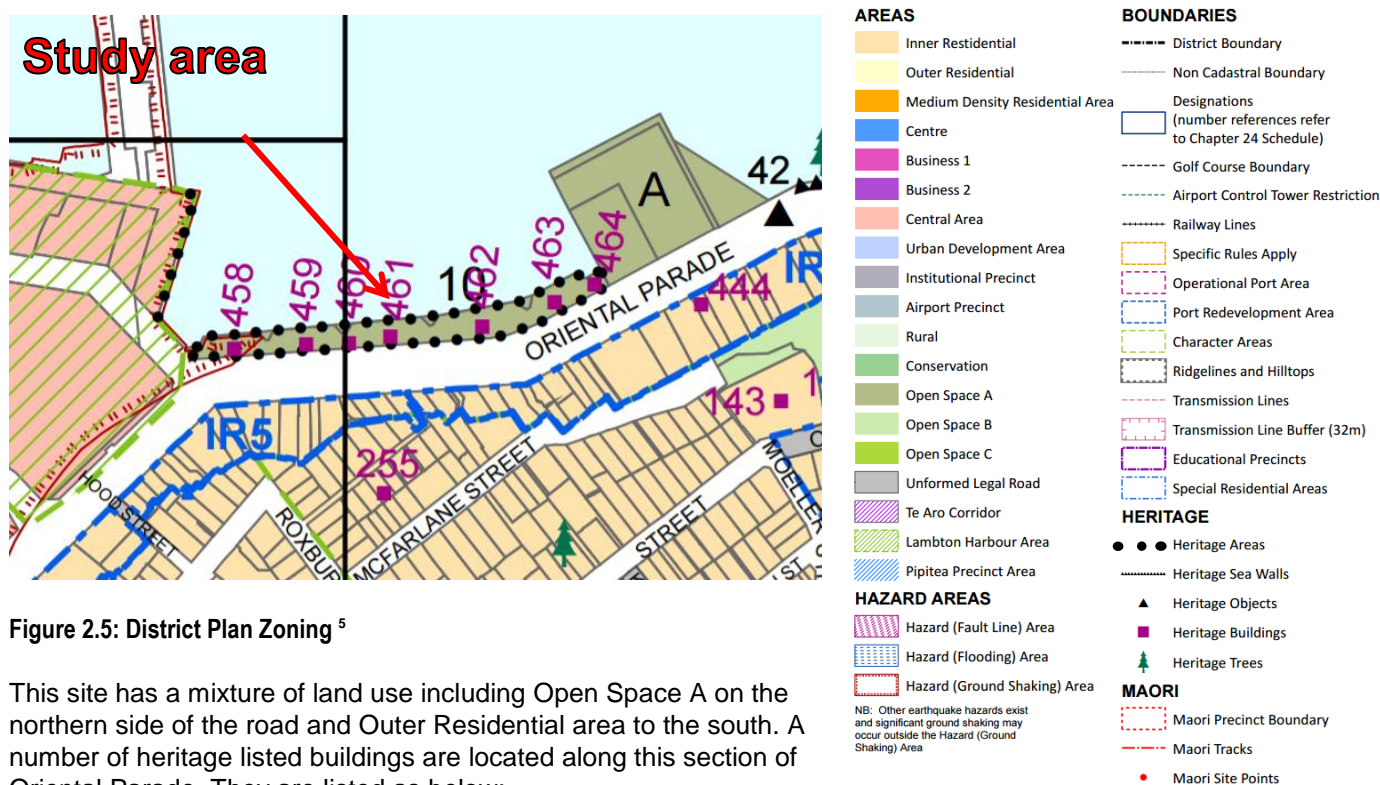 Study area
A
42
458
459
460
461
10
462
463
464
ORIENTAL PARADE
444
IR
IR5
255
143
HOOD STREET
MCFARLANE STREET
STREET
Figure 2.5: District Plan Zoning 5
This site has a mixture of land use including Open Space A on the
northern side of the road and Outer Residential area to the south. A
number of heritage listed buildings are located along this section of
Oriental Parade. They are listed as below:
AREAS
Inner Restidential
Outer Residential
Medium Density Residential Area
Centre
Business 1
Business 2
Central Area
Urban Development Area
Institutional Precinct
Airport Precinct
Rural
Conservation
Open Space A
Open Space B
Open Space C
Unformed Legal Road
Te Aro Corridor
Lambton Harbour Area
Pipitea Precinct Area
HAZARD AREAS
Hazard (Fault Line) Area
Hazard (Flooding) Area
Hazard (Ground Shaking) Area
NB: Other earthquake hazards exist
and significant ground shaking may
occur outside the Hazard (Ground
Shaking) Area
BOUNDARIES
District Boundary
Non Cadastral Boundary
Designations
(number references refer
to Chapter 24 Schedule)
Golf Course Boundary
Airport Control Tower Restriction
Railway Lines
Specific Rules Apply
Operational Port Area
Port Redevelopment Area
Character Areas
Ridgelines and Hilltops
Transmission Lines
Transmission Line Buffer (32m)
Educational Precincts
Special Residential Areas
HERITAGE
Heritage Areas
Heritage Sea Walls
Heritage Objects
Heritage Buildings
Heritage Trees
MAORI
Maori Precinct Boundary
Maori Tracks
Maori Site Points